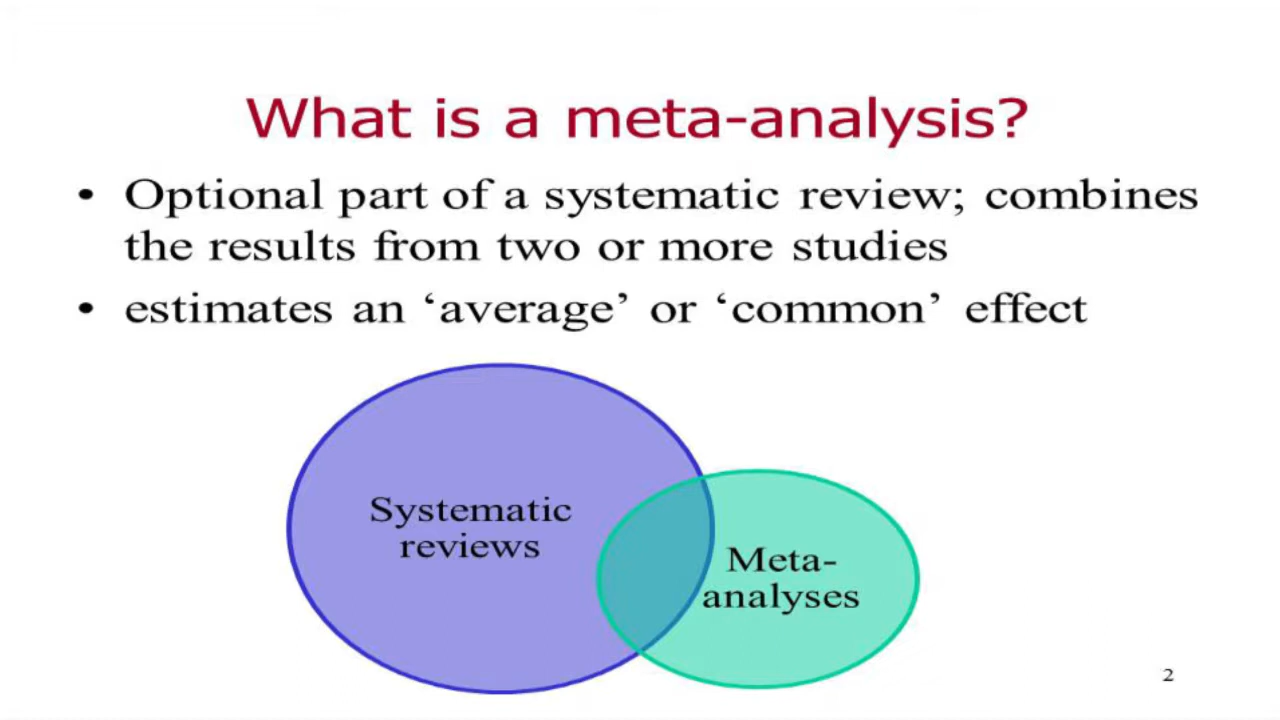 What is a meta-analysis?
• Optional part of a systematic review; combines
the results from two or more studies
• estimates an ‘average’ or ‘common’ effect
Systematic
reviews
Meta-
analyses
2